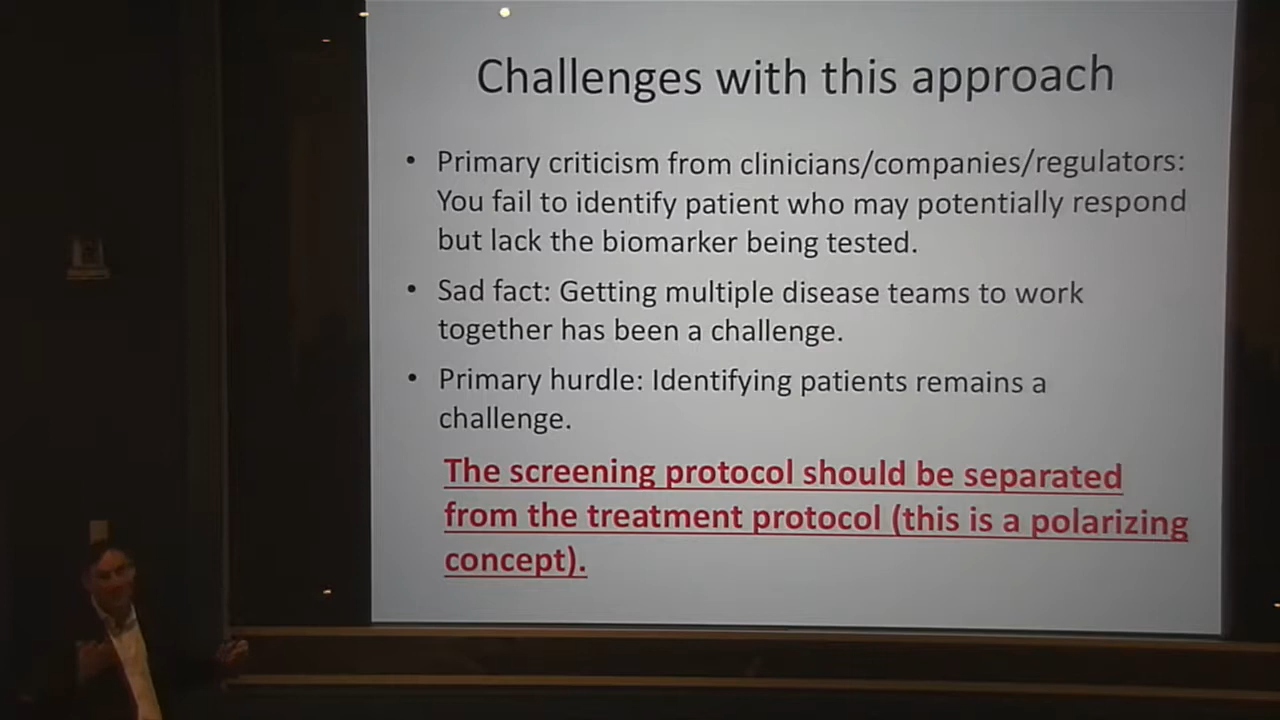 Challenges with this approach
• Primary criticism from clinicians/companies/regulators:
You fail to identify patient who may potentially respond
but lack the biomarker being tested.
• Sad fact: Getting multiple disease teams to work
together has been a challenge.
• Primary hurdle: Identifying patients remains a
challenge.
The screening protocol should be separated
from the treatment protocol (this is a polarizing
concept).